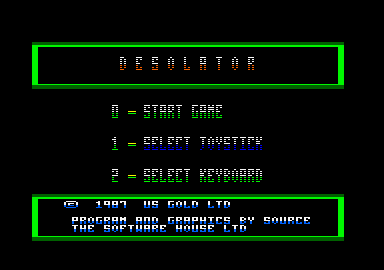 DESOLATOR
0 = START GAME
1 = SELECT JOYSTICK
2 = SELECT KEYBOARD
© 1987 US GOLD LTD
PROGRAM AND GRAPHICS BY SOURCE
THE SOFTWARE HOUSE LTD